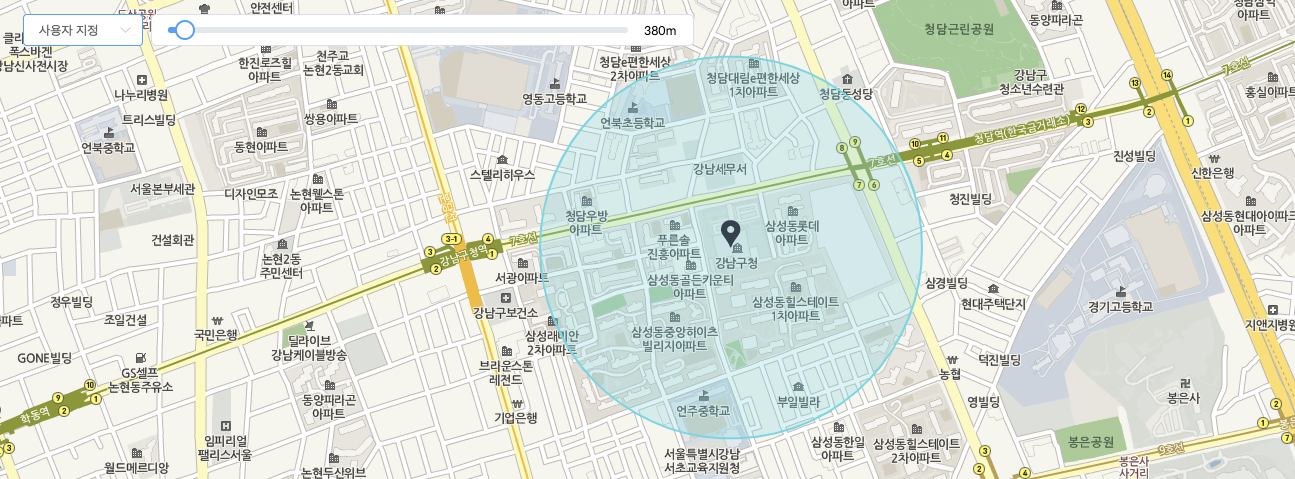 사용자 지정
380m
안전센터
아파트
동양파라곤
아파트
아파트
청담근린공원
도산공원
사거리
폭스바겐
강남신사전시장
한진로즈힐
아파트
천주교
논현2동교회
청담e편한세상
2차아파트
청담대림e편한세상
1차아파트
청담동성당
강남구
청소년수련관
7호선
홍실아파트
나누리병원
영동고등학교
언북초등학교
트리스빌딩
쌍용아파트
언북중학교
동현아파트
13
14
12
3
2
1
청담역(한국금거래소)
10
11
5
4
8
9
7
6
7호선
강남세무서
스텔리하우스
진성빌딩
신한은행
서울본부세관
디자인모조
논현웰스톤
아파트
청담우방
아파트
청진빌딩
삼성동현대아이파크
아파트
건설회관
논현2동
주민센터
3-1
3
4
2
1
강남구청역
7호선
푸른솔
진흥아파트
삼성동롯데
아파트
강남구청
서광아파트
삼성동골든키운티
아파트
삼성동힐스테이트
1차아파트
삼경빌딩
현대주택단지
경기고등학교
정우빌딩
조일건설
국민은행
강남구보건소
지앤지병원
딜라이브
강남케이블방송
삼성래미안
2차아파트
삼성동중앙하이츠
빌리지아파트
GONE빌딩
GS셀프
논현동주유소
브라운스톤
레전드
농협
덕진빌딩
10
9
1
2
3
학동역
동양파라곤
아파트
기업은행
언주중학교
부일빌라
영빌딩
봉은사
임피리얼
팰리스서울
삼성동한일
아파트
삼성동힐스테이트
2차아파트
봉은공원
2
1
7
월드메르디앙
논현두산위브
서울특별시강남
서초교육지원청
3
2
4
9호선
봉은사
사거리